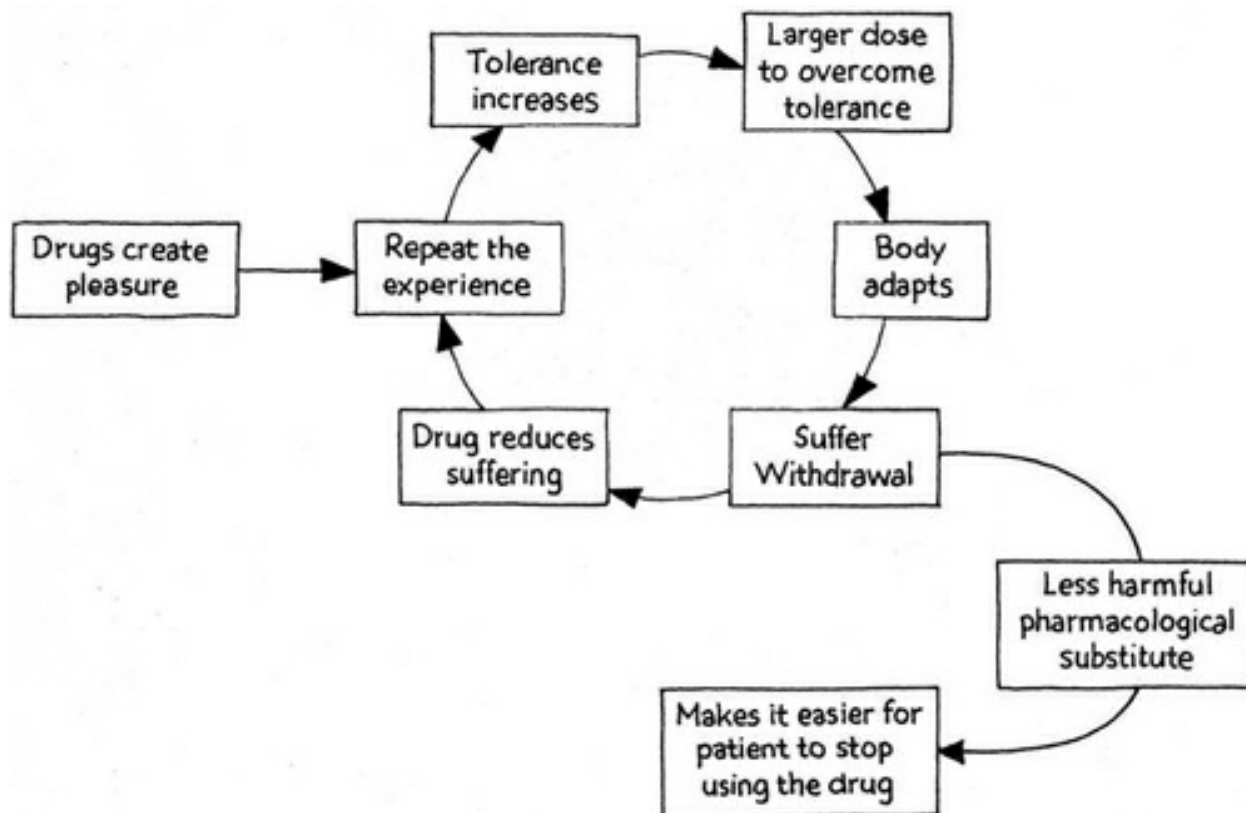 Tolerance
increases
Larger dose
to overcome
tolerance
Drugs create
pleasure
Repeat the
experience
Body
adapts
Drug reduces
suffering
Suffer
Withdrawal
Less harmful
pharmacological
substitute
Makes it easier for
patient to stop
using the drug